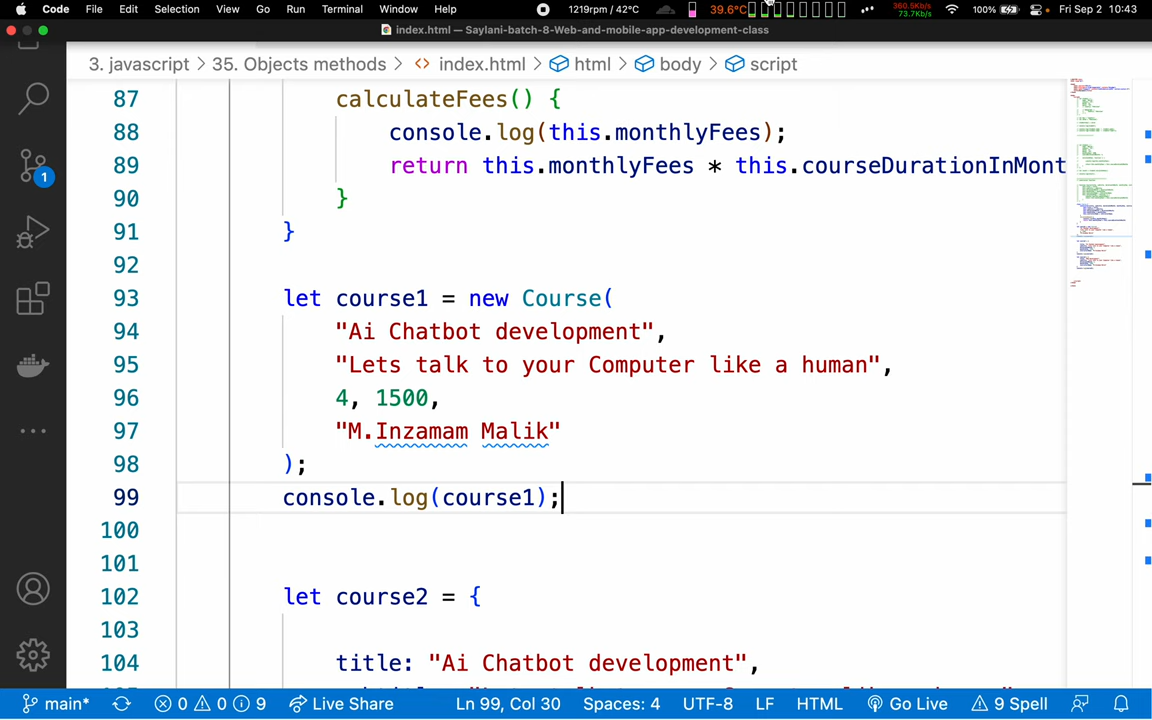 Code File Edit Selection View Go Run Terminal Window Help 1219rpm / 42°C 39.6°C 360.5Kb/s 73.7Kb/s 100% Fri Sep 2 10:43
index.html — Saylani-batch-8-Web-and-mobile-app-development-class
3. javascript > 35. Objects methods > index.html > html > body > script
87 calculateFees() {
88 console.log(this.monthlyFees);
89 return this.monthlyFees * this.courseDurationInMont
90 }
91 }
92
93 let course1 = new Course(
94 "Ai Chatbot development",
95 "Lets talk to your Computer like a human",
96 4, 1500,
97 "M.Inzamam Malik"
98 );
99 console.log(course1);
100
101
102 let course2 = {
103
104 title: "Ai Chatbot development",
1
main* 0 0 9 Live Share Ln 99, Col 30 Spaces: 4 UTF-8 LF HTML Go Live 9 Spell